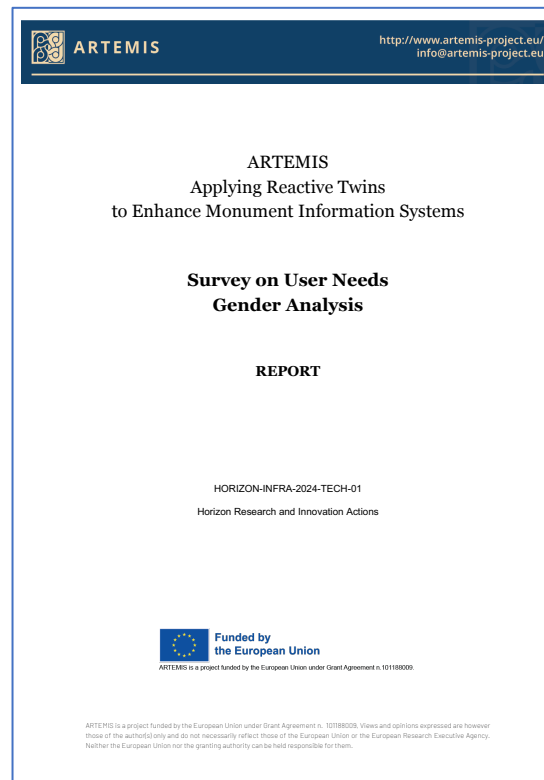 ARTEMIS
http://www.artemis-project.eu/
info@artemis-project.eu
ARTEMIS
Applying Reactive Twins
to Enhance Monument Information Systems
Survey on User Needs
Gender Analysis
REPORT
HORIZON-INFRA-2024-TECH-01
Horizon Research and Innovation Actions
Funded by
the European Union
ARTEMIS is a project funded by the European Union under Grant Agreement n.101188009.
ARTEMIS is a project funded by the European Union under Grant Agreement n. 101188009, Views and opinions expressed are however
those of the author(s) only and do not necessarily reflect those of the European Union or the European Research Executive Agency.
Neither the European Union nor the granting authority can be held responsible for them.